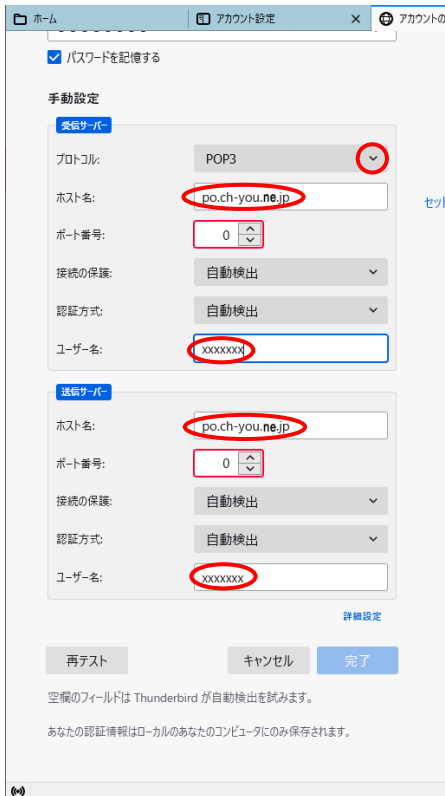 ホーム
アカウント設定
アカウントの
パスワードを記憶する
手動設定
受信サーバー
プロトコル:
POP3
ホスト名:
po.ch-you.ne.jp
セット
ポート番号:
0
接続の保護:
自動検出
認証方式:
自動検出
ユーザー名:
xxxxxxx
送信サーバー
ホスト名:
po.ch-you.ne.jp
ポート番号:
0
接続の保護:
自動検出
認証方式:
自動検出
ユーザー名:
xxxxxxx
詳細設定
再テスト
キャンセル
完了
空欄のフィールドは Thunderbird が自動検出を試みます。
あなたの認証情報はローカルのあなたのコンピュータにのみ保存されます。